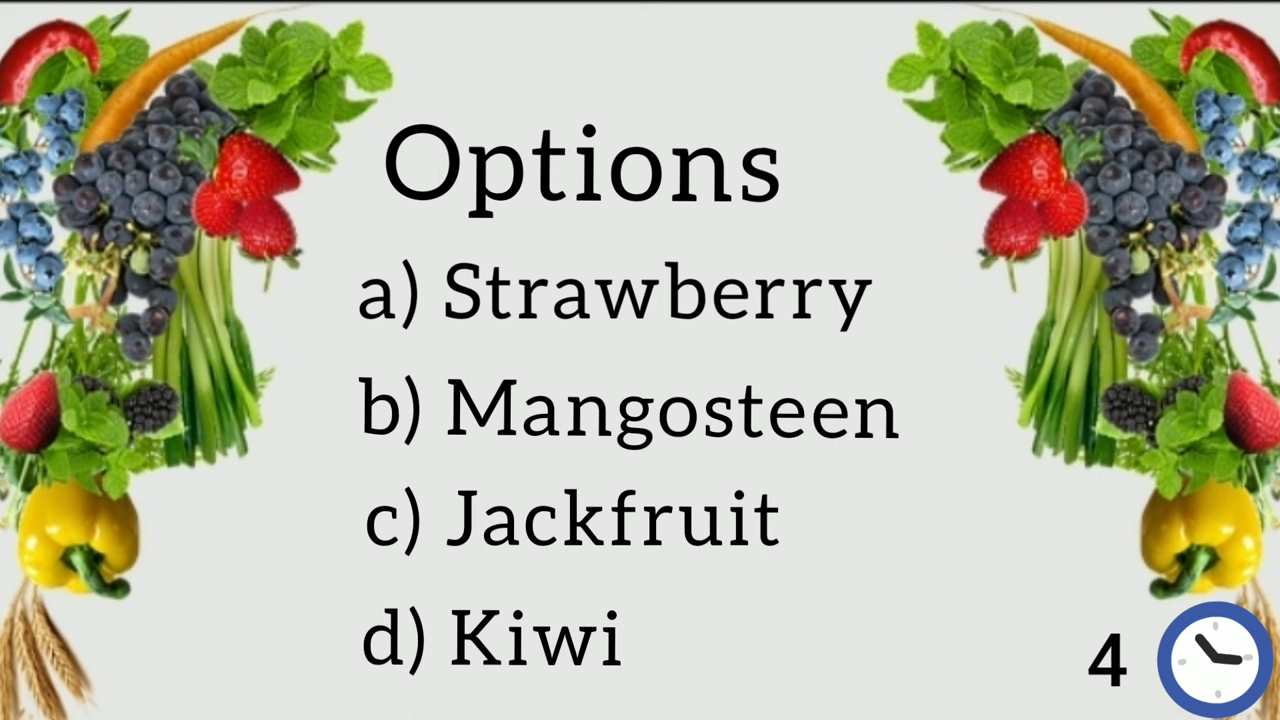 Options
a) Strawberry
b) Mangosteen
c) Jackfruit
d) Kiwi
4